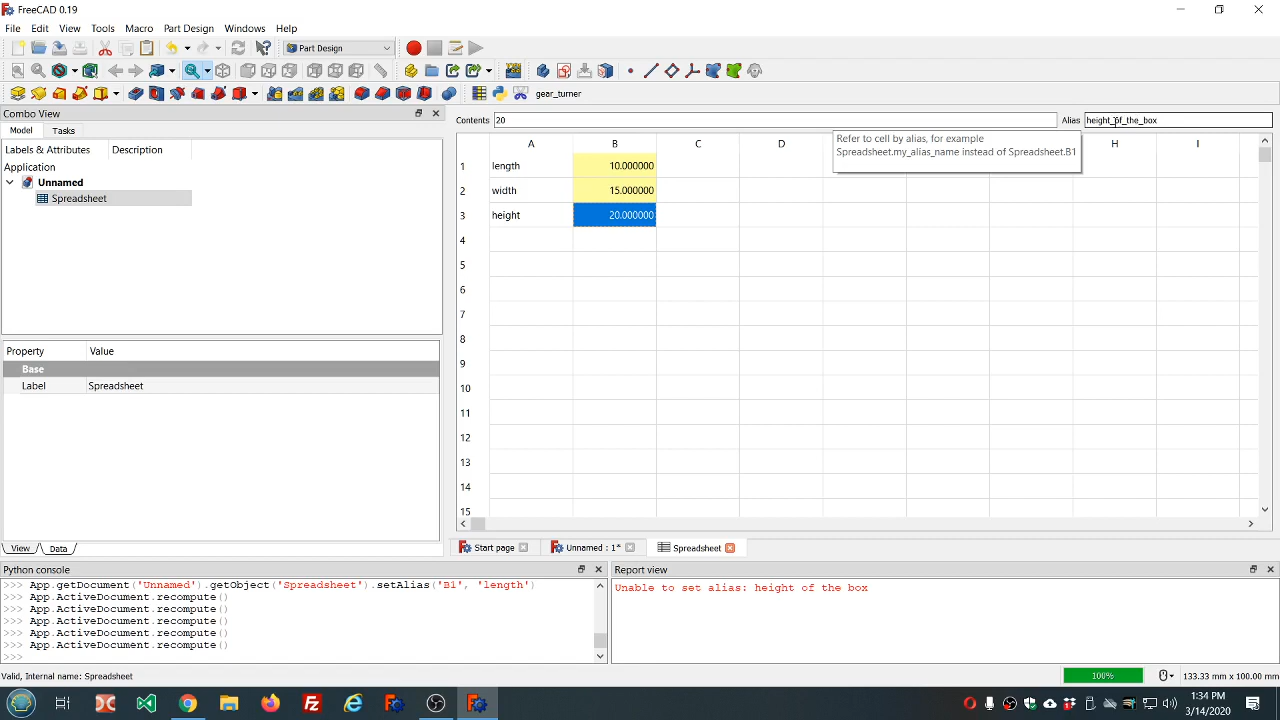 FreeCAD 0.19
File Edit View Tools Macro Part Design Windows Help
Part Design
gear_turner
Combo View
Contents 20 Alias height_of_the_box
Model Tasks
Refer to cell by alias, for example
Spreadsheet.my_alias_name instead of Spreadsheet.B1
Labels & Attributes Description
Application
Unnamed
Spreadsheet
A B C D H I
1 length 10.000000
2 width 15.000000
3 height 20.000000
4
5
6
7
8
9
10
11
12
13
14
15
Property Value
Base
Label Spreadsheet
View Data
Start page Unnamed : 1* Spreadsheet
Python console
>>> App.getDocument('Unnamed').getObject('Spreadsheet').setAlias('B1', 'length')
>>> App.ActiveDocument.recompute()
>>> App.ActiveDocument.recompute()
>>> App.ActiveDocument.recompute()
>>> App.ActiveDocument.recompute()
>>> App.ActiveDocument.recompute()
>>>
Report view
Unable to set alias: height of the box
Valid, Internal name: Spreadsheet
100%
133.33 mm x 100.00 mm
1:34 PM
3/14/2020